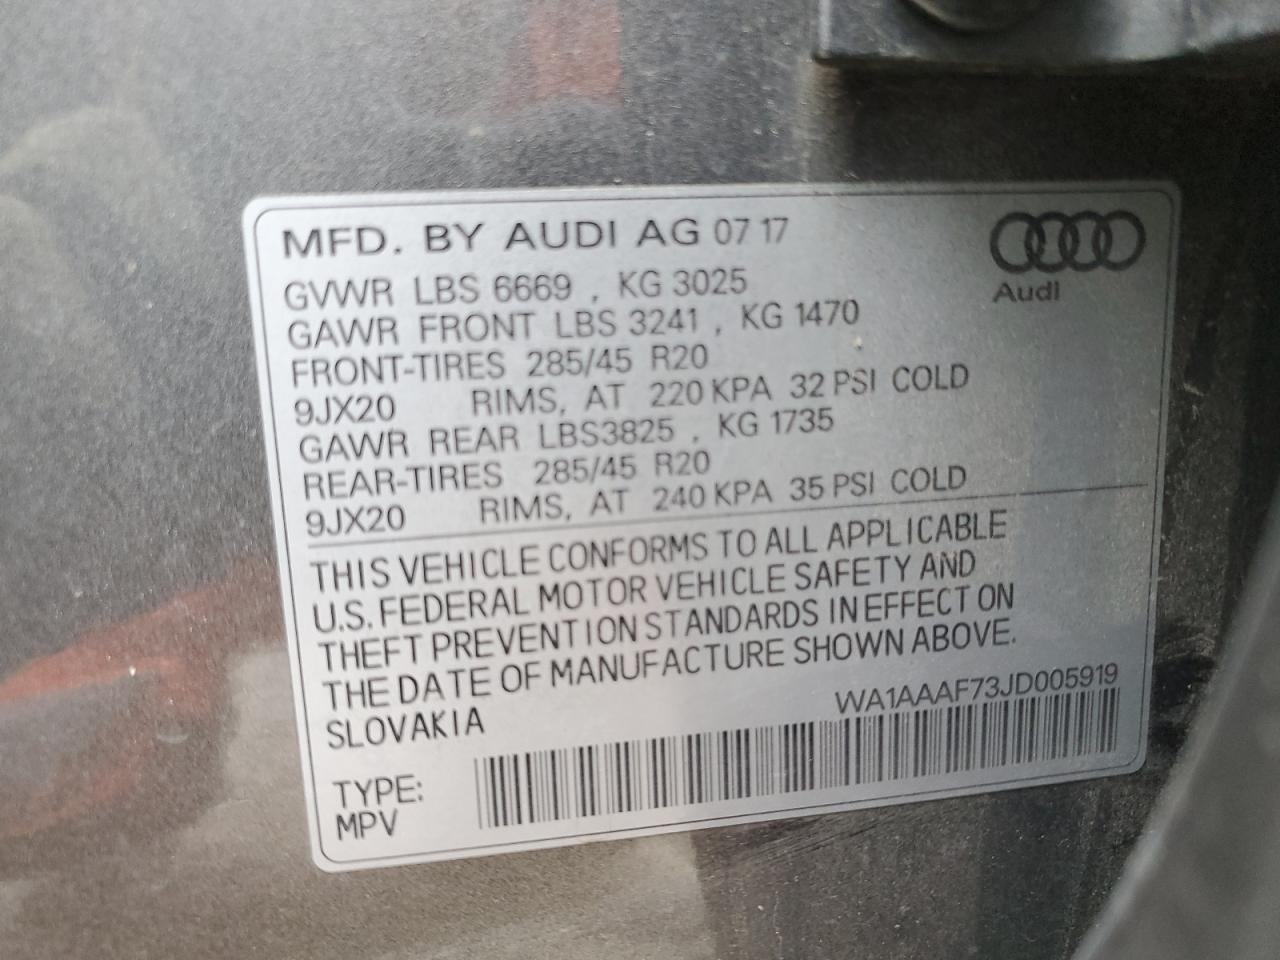 MFD. BY AUDI AG 07 17
Audi
GVWR LBS 6669 , KG 3025
GAWR FRONT LBS 3241 , KG 1470
FRONT-TIRES 285/45 R20
9JX20 RIMS, AT 220 KPA 32 PSI COLD
GAWR REAR LBS3825 , KG 1735
REAR-TIRES 285/45 R20
9JX20 RIMS, AT 240 KPA 35 PSI COLD
THIS VEHICLE CONFORMS TO ALL APPLICABLE
U.S. FEDERAL MOTOR VEHICLE SAFETY AND
THEFT PREVENTION STANDARDS IN EFFECT ON
THE DATE OF MANUFACTURE SHOWN ABOVE.
SLOVAKIA
WA1AAAF73JD005919
TYPE:
MPV